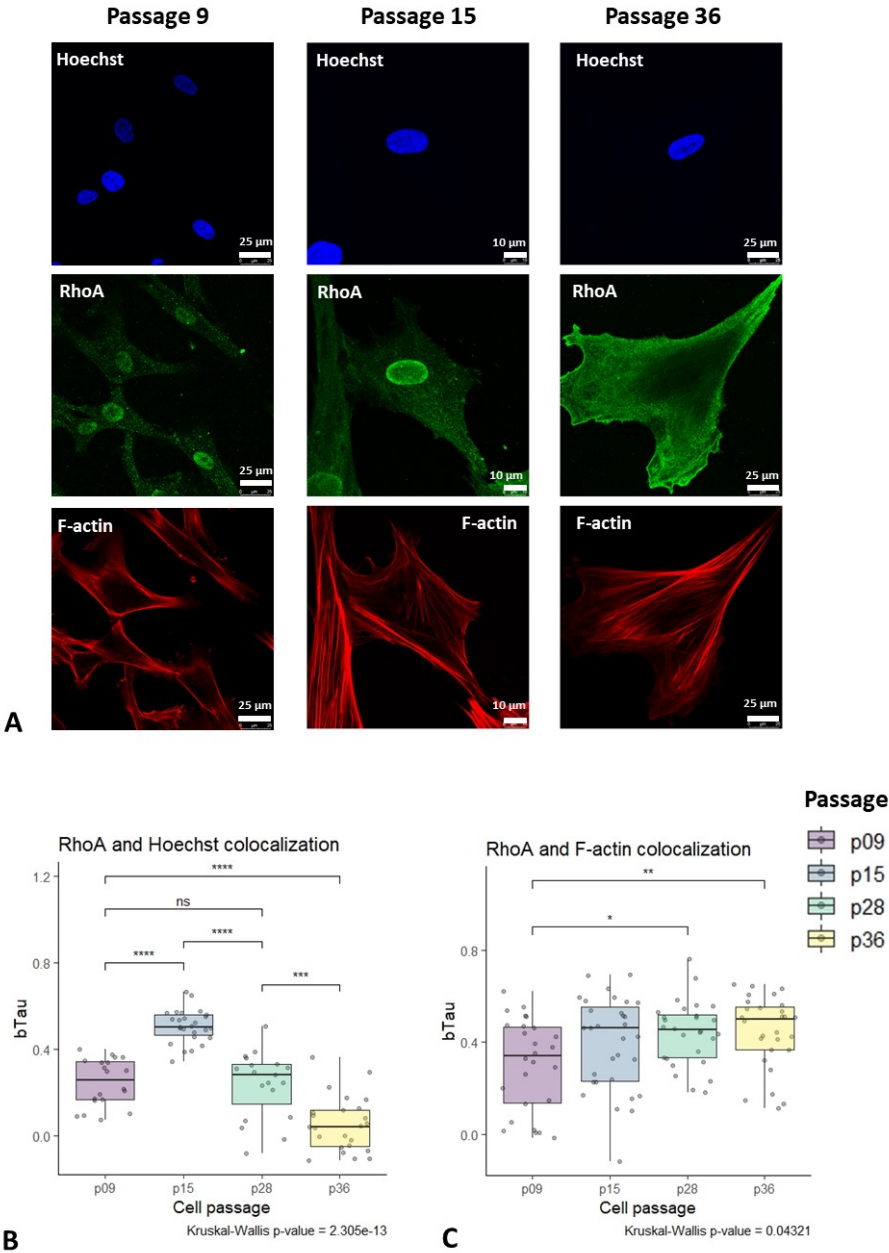 Passage 9 Passage 15 Passage 36
Hoechst Hoechst Hoechst
25 µm 10 µm 25 µm
RhoA RhoA RhoA
25 µm 10 µm 25 µm
F-actin F-actin F-actin
25 µm 10 µm 25 µm
A
RhoA and Hoechst colocalization
****
ns
****
****
***
1.2
0.8
0.4
0.0
bTau
p09 p15 p28 p36
Cell passage
Kruskal-Wallis p-value = 2.305e-13
B
RhoA and F-actin colocalization
**
*
0.8
0.4
0.0
bTau
p09 p15 p28 p36
Cell passage
Kruskal-Wallis p-value = 0.04321
C
Passage
p09
p15
p28
p36